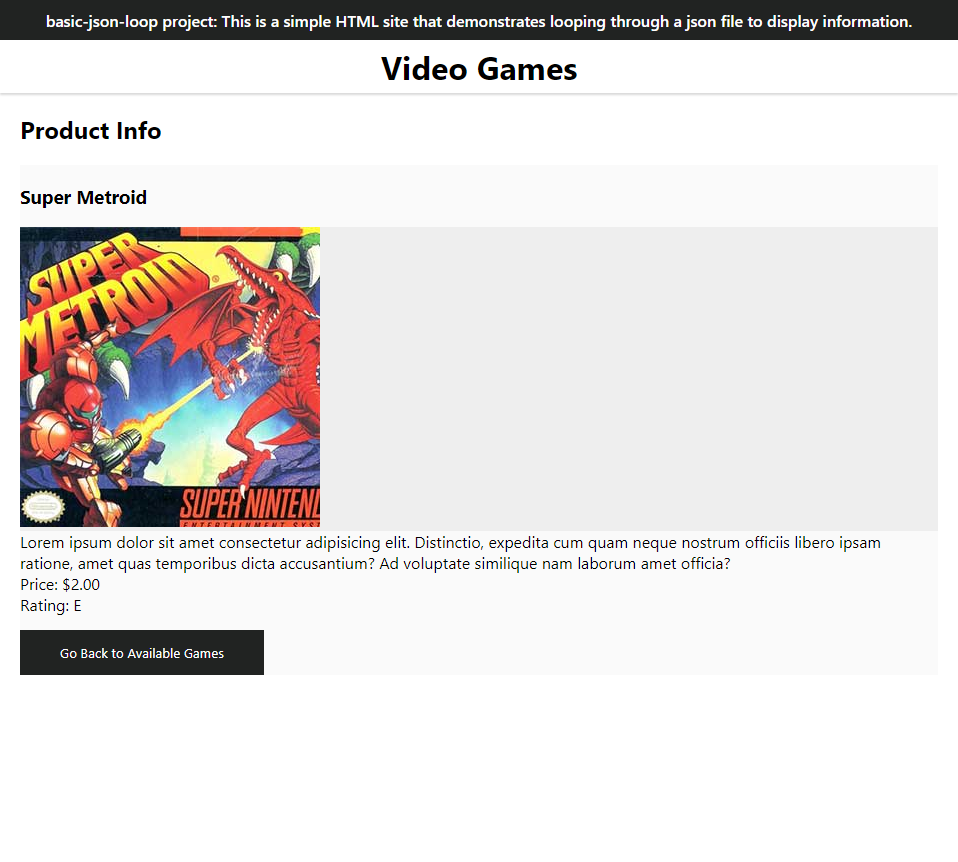 basic-json-loop project: This is a simple HTML site that demonstrates looping through a json file to display information.
Video Games
Product Info
Super Metroid
SUPER
METROID
SUPER NINTEN
ENTERTAINMENT SYST
Lorem ipsum dolor sit amet consectetur adipisicing elit. Distinctio, expedita cum quam neque nostrum officiis libero ipsam
ratione, amet quas temporibus dicta accusantium? Ad voluptate similique nam laborum amet officia?
Price: $2.00
Rating: E
Go Back to Available Games